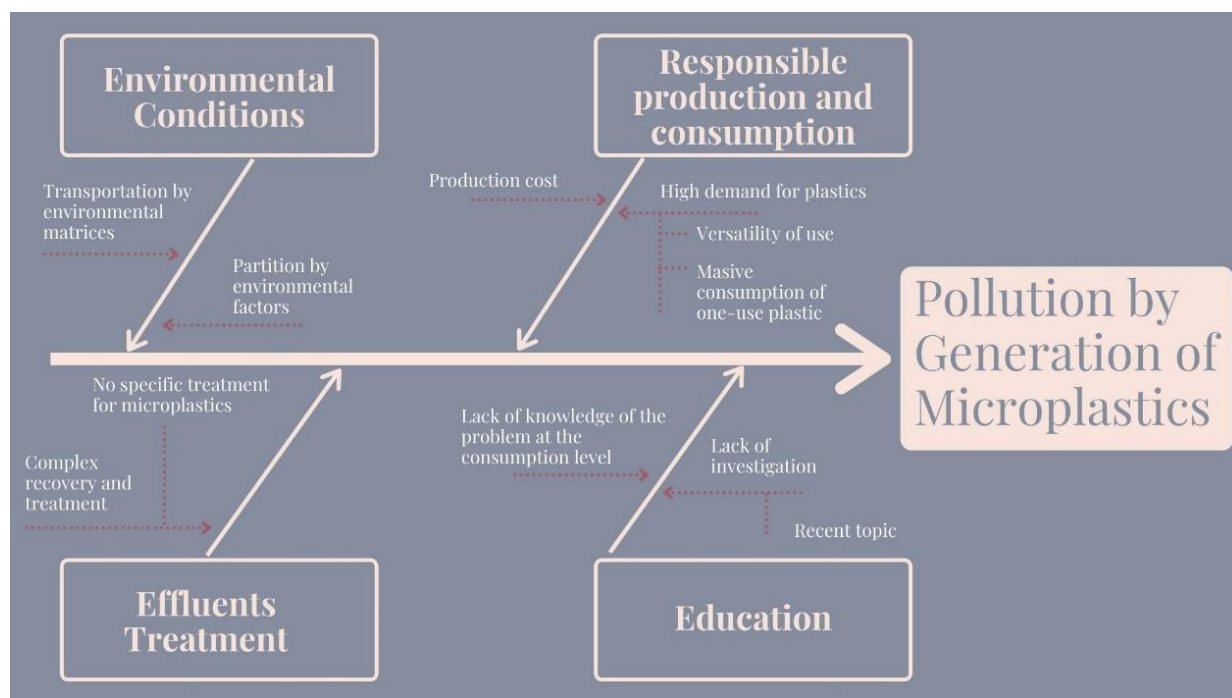 Environmental
Conditions
Responsible
production and
consumption
Transportation by
environmental
matrices
Partition by
environmental
factors
Production cost
High demand for plastics
Versatility of use
Masive
consumption of
one-use plastic
Pollution by
Generation of
Microplastics
No specific treatment
for microplastics
Complex
recovery and
treatment
Lack of knowledge of the
problem at the
consumption level
Lack of
investigation
Recent topic
Effluents
Treatment
Education